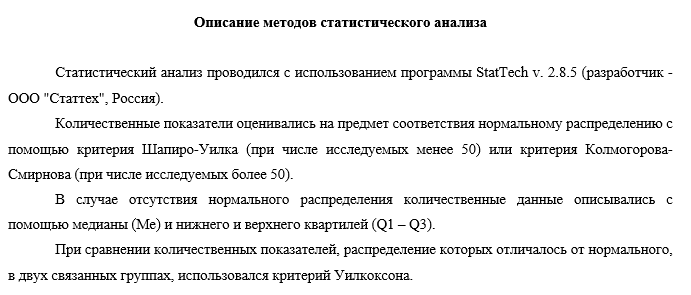 Описание методов статистического анализа
Статистический анализ проводился с использованием программы StatTech v. 2.8.5 (разработчик -
ООО "Статтех", Россия).
Количественные показатели оценивались на предмет соответствия нормальному распределению с
помощью критерия Шапиро-Уилка (при числе исследуемых менее 50) или критерия Колмогорова-
Смирнова (при числе исследуемых более 50).
В случае отсутствия нормального распределения количественные данные описывались с
помощью медианы (Me) и нижнего и верхнего квартилей (Q1 – Q3).
При сравнении количественных показателей, распределение которых отличалось от нормального,
в двух связанных группах, использовался критерий Уилкоксона.